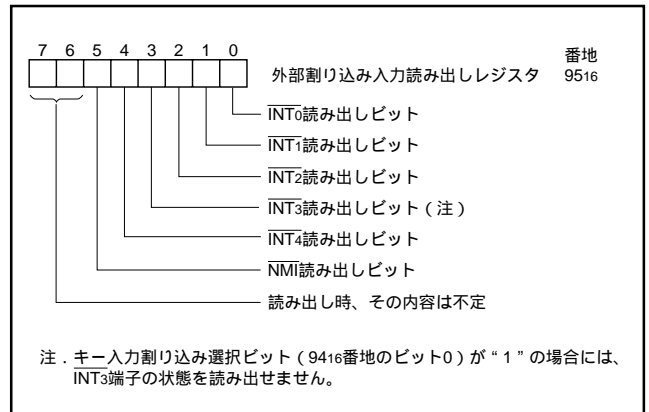 7 6 5 4 3 2 1 0
外部割り込み入力読み出しレジスタ
番地
9516
INT0読み出しビット
INT1読み出しビット
INT2読み出しビット
INT3読み出しビット（注）
INT4読み出しビット
NMI読み出しビット
読み出し時、その内容は不定
注．キー入力割り込み選択ビット（9416番地のビット0）が“1”の場合には、
INT3端子の状態を読み出せません。